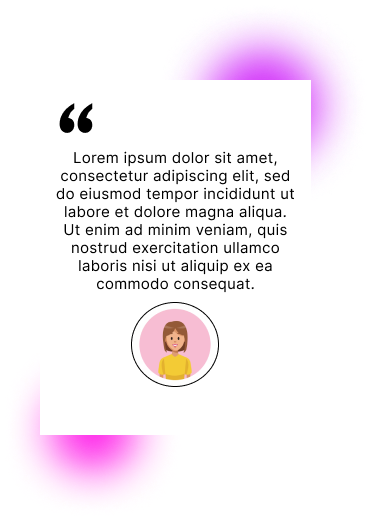 “
Lorem ipsum dolor sit amet,
consectetur adipiscing elit, sed
do eiusmod tempor incididunt ut
labore et dolore magna aliqua.
Ut enim ad minim veniam, quis
nostrud exercitation ullamco
laboris nisi ut aliquip ex ea
commodo consequat.